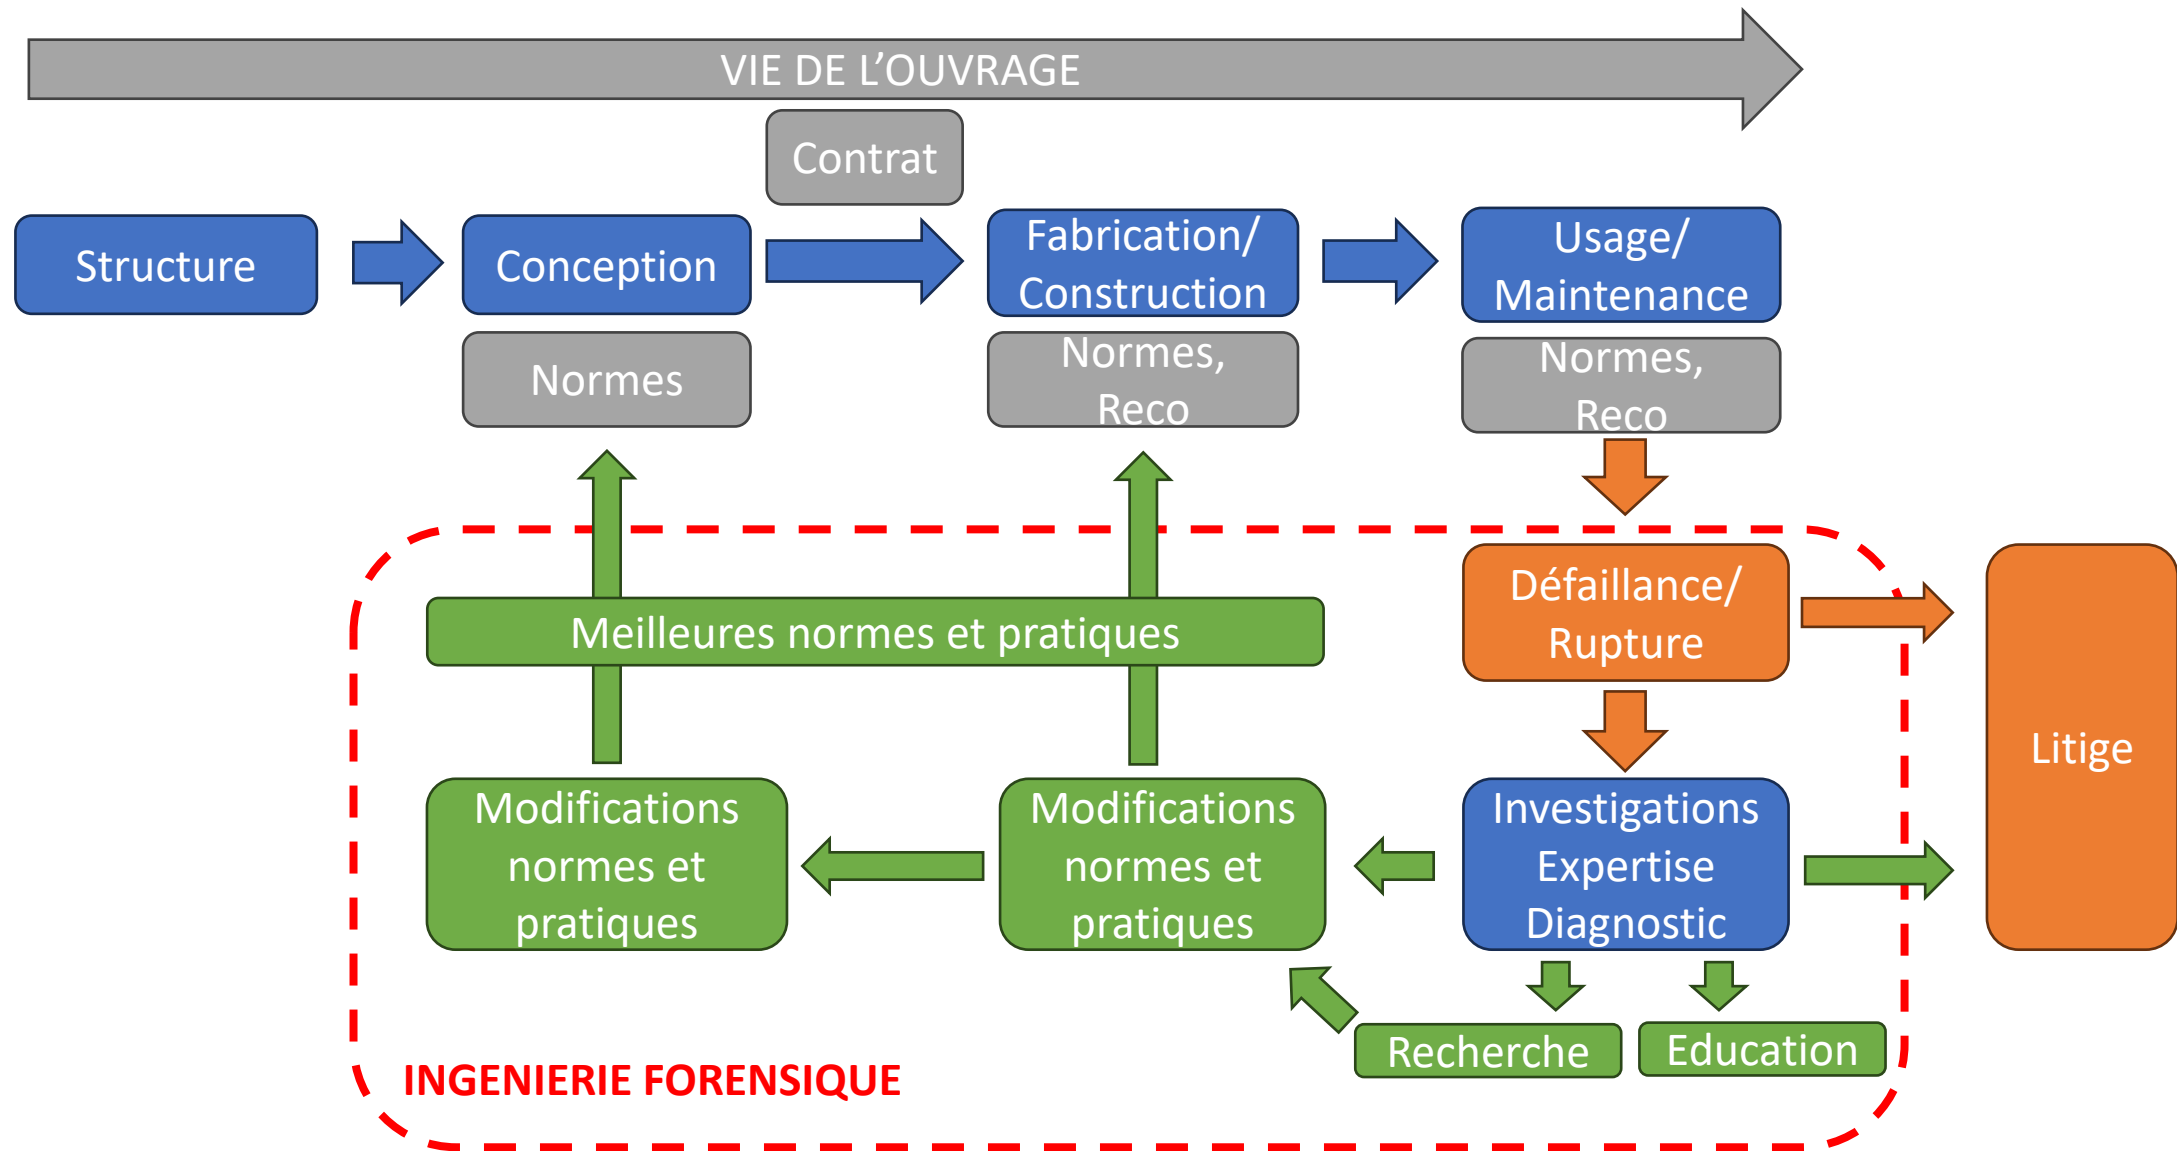 VIE DE L’OUVRAGE
Contrat
Structure
Conception
Fabrication/
Construction
Usage/
Maintenance
Normes
Normes,
Reco
Normes,
Reco
Défaillance/
Rupture
Meilleures normes et pratiques
Litige
Modifications
normes et
pratiques
Modifications
normes et
pratiques
Investigations
Expertise
Diagnostic
Recherche
Education
INGENIERIE FORENSIQUE